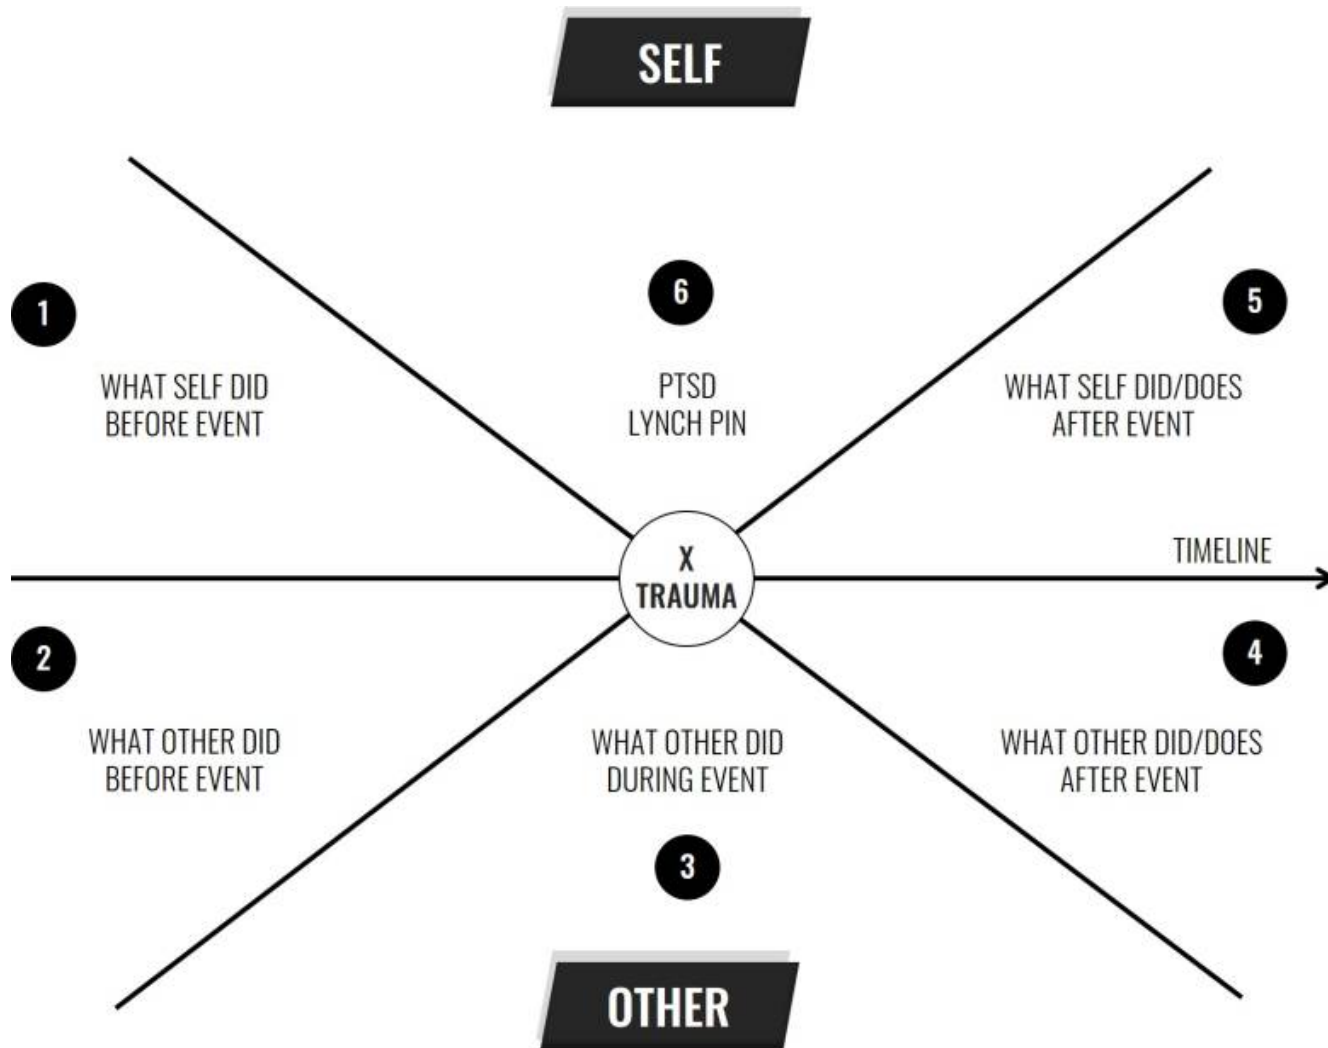 SELF
1
6
5
WHAT SELF DID
BEFORE EVENT
PTSD
LYNCH PIN
WHAT SELF DID/DOES
AFTER EVENT
X
TRAUMA
TIMELINE
2
4
WHAT OTHER DID
BEFORE EVENT
WHAT OTHER DID
DURING EVENT
WHAT OTHER DID/DOES
AFTER EVENT
3
OTHER